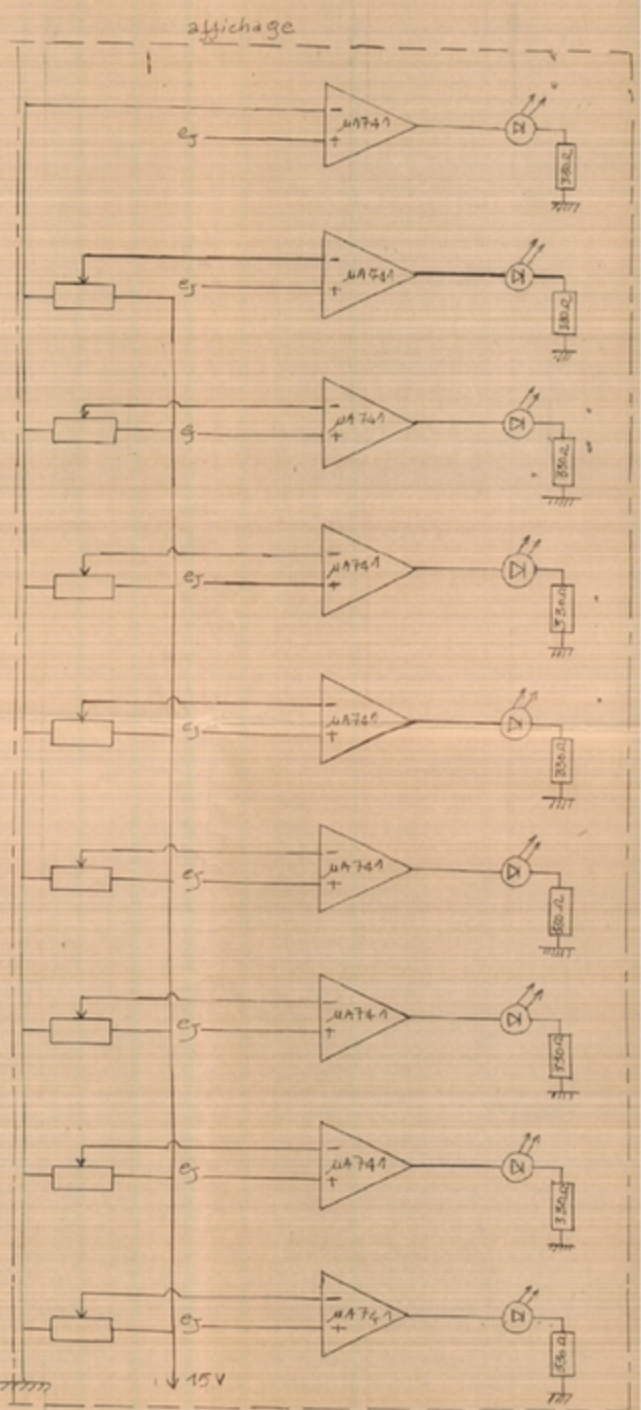 affichage
µA741
-
+
eJ
330Ω
µA741
-
+
eJ
330Ω
µA741
-
+
eJ
330Ω
µA741
-
+
eJ
330Ω
µA741
-
+
eJ
330Ω
µA741
-
+
eJ
330Ω
µA741
-
+
eJ
330Ω
µA741
-
+
eJ
330Ω
µA741
-
+
eJ
330Ω
15V